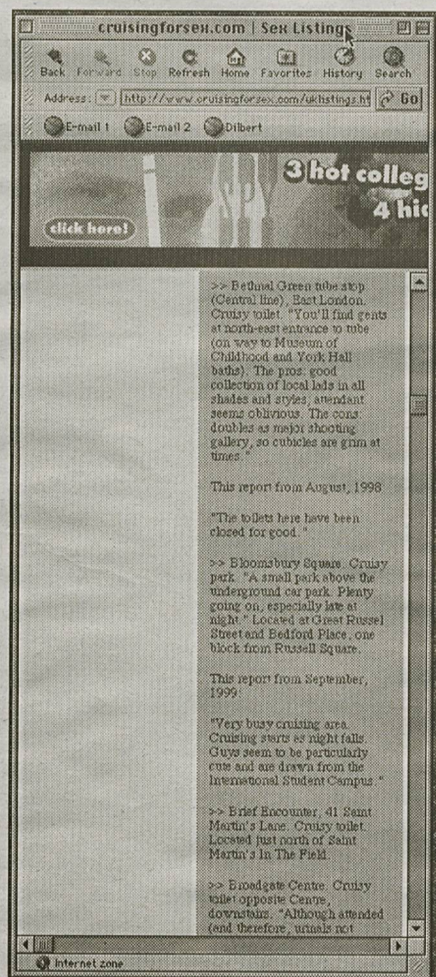 cruisingforsex.com | Sex Listings
Back Forward Stop Refresh Home Favorites History Search
Address: http://www.cruisingforsex.com/uklistings.ht Go
E-mail 1 E-mail 2 Dilbert
3 hot colleg
4 hid
click here!
>> Bethnal Green tube stop
(Central line), East London.
Cruisy toilet. "You'll find gents
at north-east entrance to tube
(on way to Museum of
Childhood and York Hall
baths). The pros: good
collection of local lads in all
shades and styles, attendant
seems oblivious. The cons:
doubles as major shooting
gallery, so cubicles are grim at
times."
This report from August, 1998
"The toilets here have been
closed for good."
>> Bloomsbury Square. Cruisy
park. "A small park above the
underground car park. Plenty
going on, especially late at
night." Located at Great Russel
Street and Bedford Place, one
block from Russell Square.
This report from September,
1999:
"Very busy cruising area.
Cruising starts as night falls.
Guys seem to be particularly
cute and are drawn from the
International Student Campus."
>> Brief Encounter, 41 Saint
Martin's Lane. Cruisy toilet.
Located just north of Saint
Martin's In The Field.
>> Broadgate Centre. Cruisy
toilet opposite Centre,
downstairs. "Although attended
(and therefore, urinals not
Internet zone